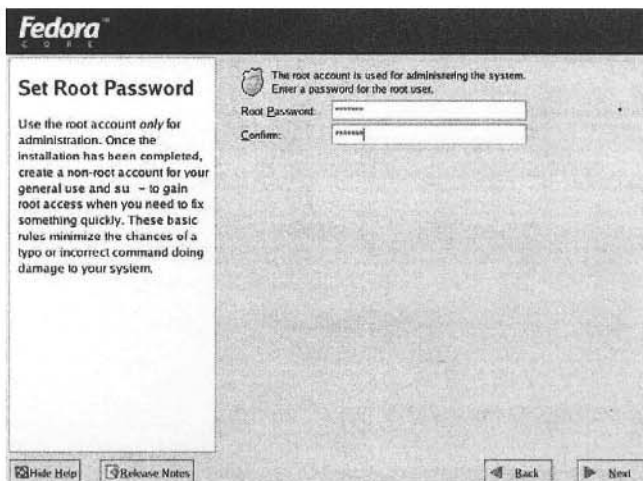 Fedora™
CORE
Set Root Password
Use the root account only for
administration. Once the
installation has been completed,
create a non-root account for your
general use and su - to gain
root access when you need to fix
something quickly. These basic
rules minimize the chances of a
typo or incorrect command doing
damage to your system.
The root account is used for administering the system.
Enter a password for the root user.
Root Password: *******
Confirm: *******
Hide Help
Release Notes
Back
Next